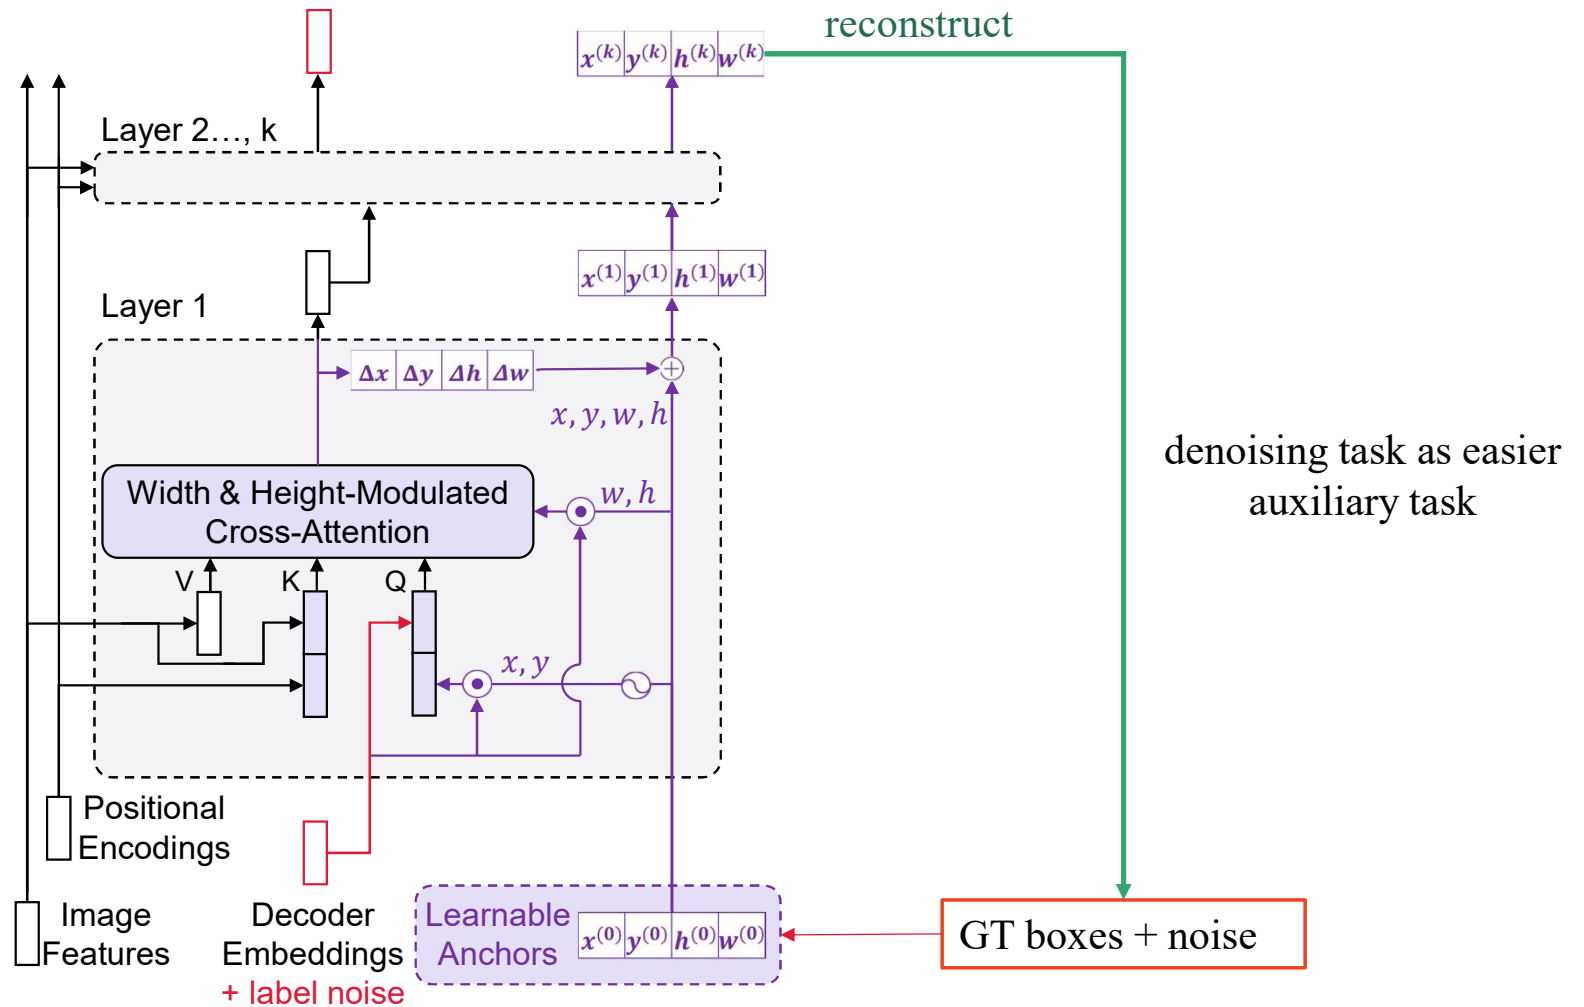 reconstruct
x^(k) y^(k) h^(k) w^(k)
Layer 2..., k
x^(1) y^(1) h^(1) w^(1)
Layer 1
Δx Δy Δh Δw
+
x, y, w, h
denoising task as easier
auxiliary task
Width & Height-Modulated
Cross-Attention
w, h
V K Q
x, y
Positional
Encodings
Image
Features
Decoder
Embeddings
+ label noise
Learnable
Anchors
x^(0) y^(0) h^(0) w^(0)
GT boxes + noise